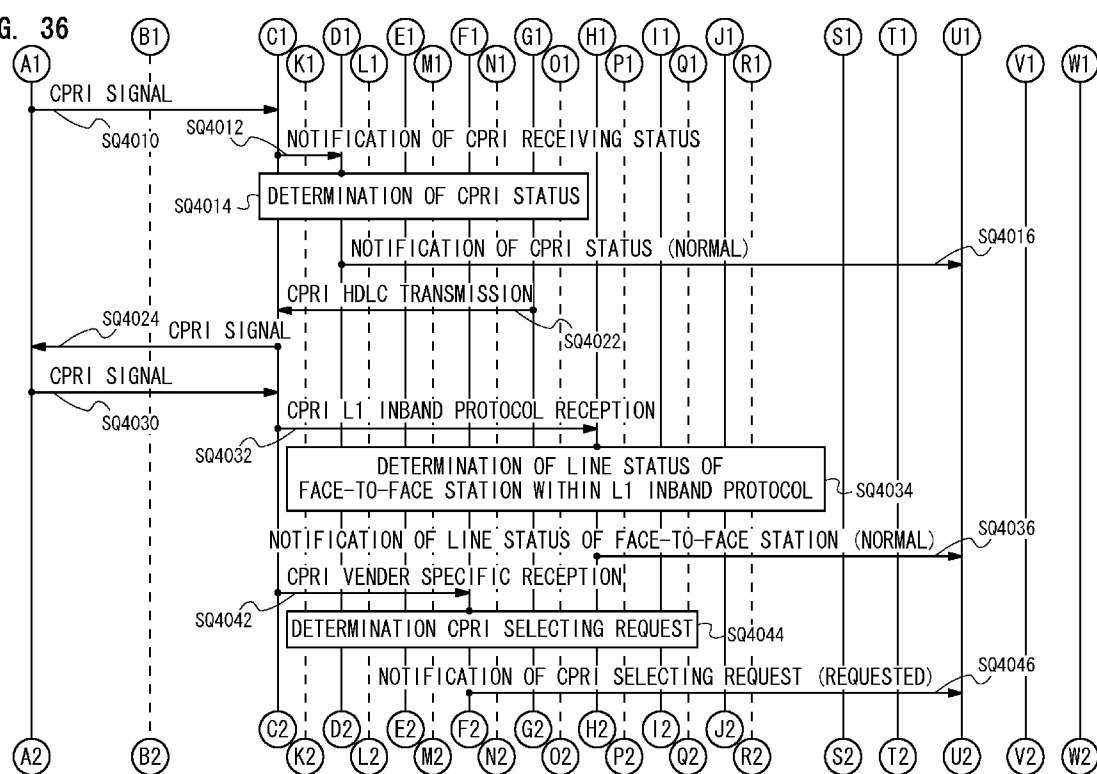 G. 36
A1 B1 C1 D1 E1 F1 G1 H1 I1 J1 S1 T1 U1
K1 L1 M1 N1 O1 P1 Q1 R1 V1 W1
CPRI SIGNAL
SQ4010
SQ4012
NOTIFICATION OF CPRI RECEIVING STATUS
SQ4014
DETERMINATION OF CPRI STATUS
NOTIFICATION OF CPRI STATUS (NORMAL)
SQ4016
CPRI HDLC TRANSMISSION
SQ4022
SQ4024
CPRI SIGNAL
CPRI SIGNAL
SQ4030
CPRI L1 INBAND PROTOCOL RECEPTION
SQ4032
DETERMINATION OF LINE STATUS OF
FACE-TO-FACE STATION WITHIN L1 INBAND PROTOCOL
SQ4034
NOTIFICATION OF LINE STATUS OF FACE-TO-FACE STATION (NORMAL)
SQ4036
CPRI VENDER SPECIFIC RECEPTION
SQ4042
DETERMINATION CPRI SELECTING REQUEST
SQ4044
NOTIFICATION OF CPRI SELECTING REQUEST (REQUESTED)
SQ4046
C2 D2 E2 F2 G2 H2 I2 J2
A2 B2 K2 L2 M2 N2 O2 P2 Q2 R2 S2 T2 U2 V2 W2